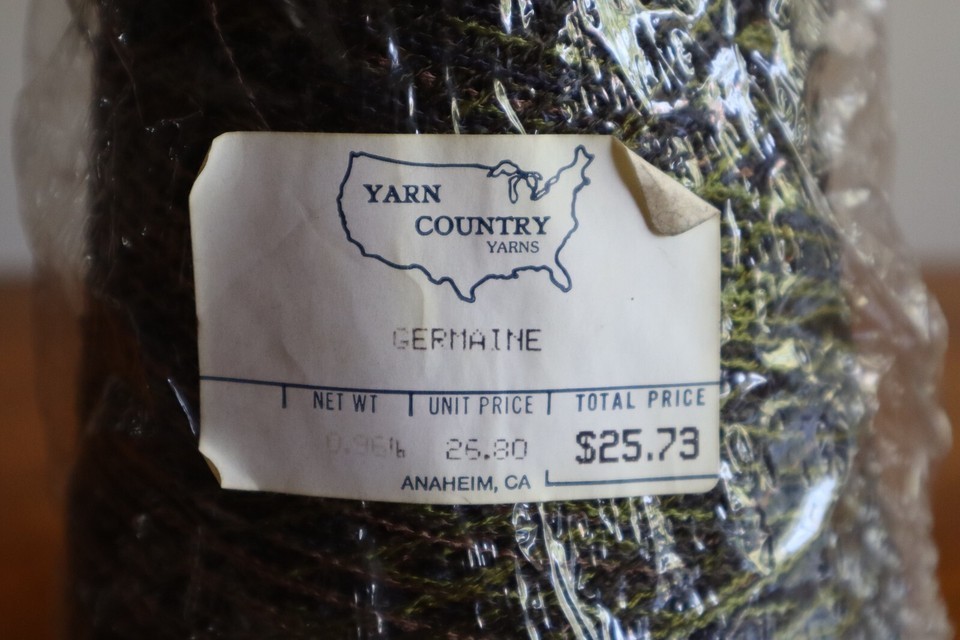 YARN
COUNTRY
YARNS
GERMAINE
NET WT UNIT PRICE TOTAL PRICE
0.96lb 26.80 $25.73
ANAHEIM, CA